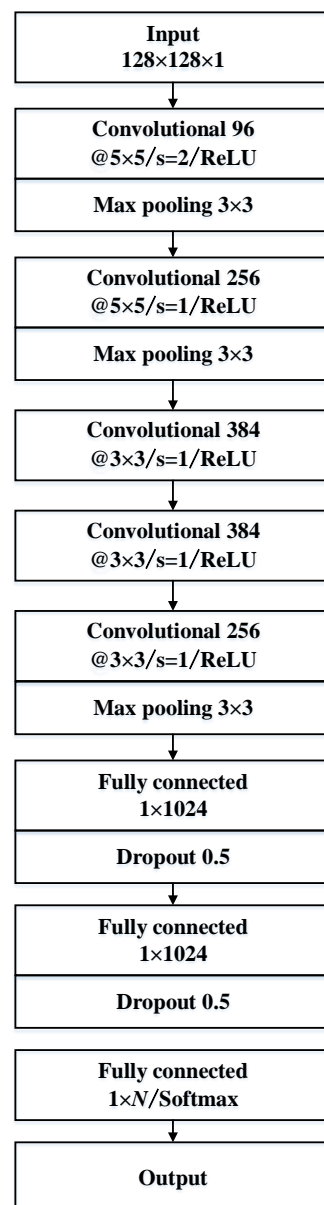 Input
128×128×1
Convolutional 96
@5×5/s=2/ReLU
Max pooling 3×3
Convolutional 256
@5×5/s=1/ReLU
Max pooling 3×3
Convolutional 384
@3×3/s=1/ReLU
Convolutional 384
@3×3/s=1/ReLU
Convolutional 256
@3×3/s=1/ReLU
Max pooling 3×3
Fully connected
1×1024
Dropout 0.5
Fully connected
1×1024
Dropout 0.5
Fully connected
1×N/Softmax
Output